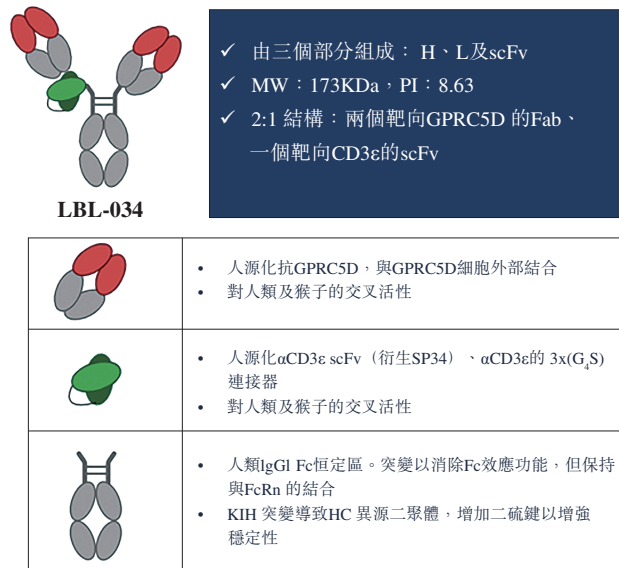 ✓ 由三個部分組成： H、L及scFv
✓ MW：173KDa，PI：8.63
✓ 2:1 結構：兩個靶向GPRC5D 的Fab、
一個靶向CD3ε的scFv
LBL-034
• 人源化抗GPRC5D，與GPRC5D細胞外部結合
• 對人類及猴子的交叉活性
• 人源化αCD3ε scFv（衍生SP34）、αCD3ε的 3x(G₄S)
連接器
• 對人類及猴子的交叉活性
• 人類lgGl Fc恒定區。突變以消除Fc效應功能，但保持
與FcRn 的結合
• KIH 突變導致HC 異源二聚體，增加二硫鍵以增強
穩定性